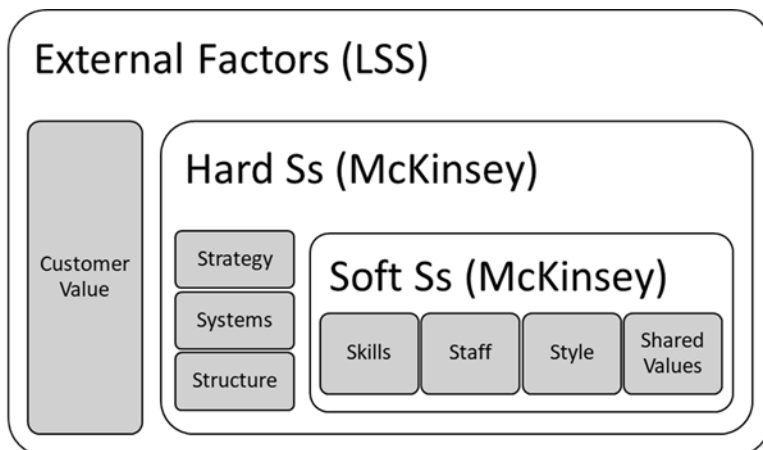 External Factors (LSS)
Customer
Value
Hard Ss (McKinsey)
Strategy
Systems
Structure
Soft Ss (McKinsey)
Skills
Staff
Style
Shared
Values